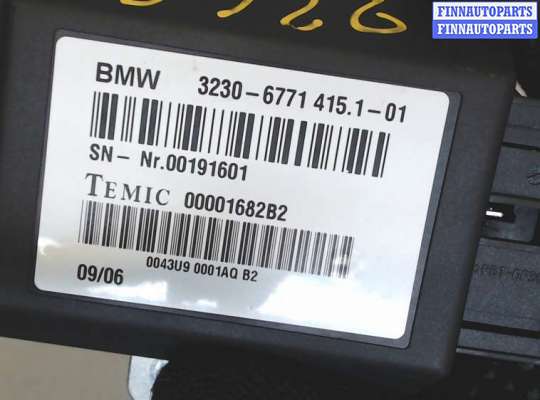 FINNAUTOPARTS
FINNAUTOPARTS
BMW 3230-6771 415.1-01
SN- Nr.00191601
TEMIC 00001682B2
0043U9 0001AQ B2
09/06